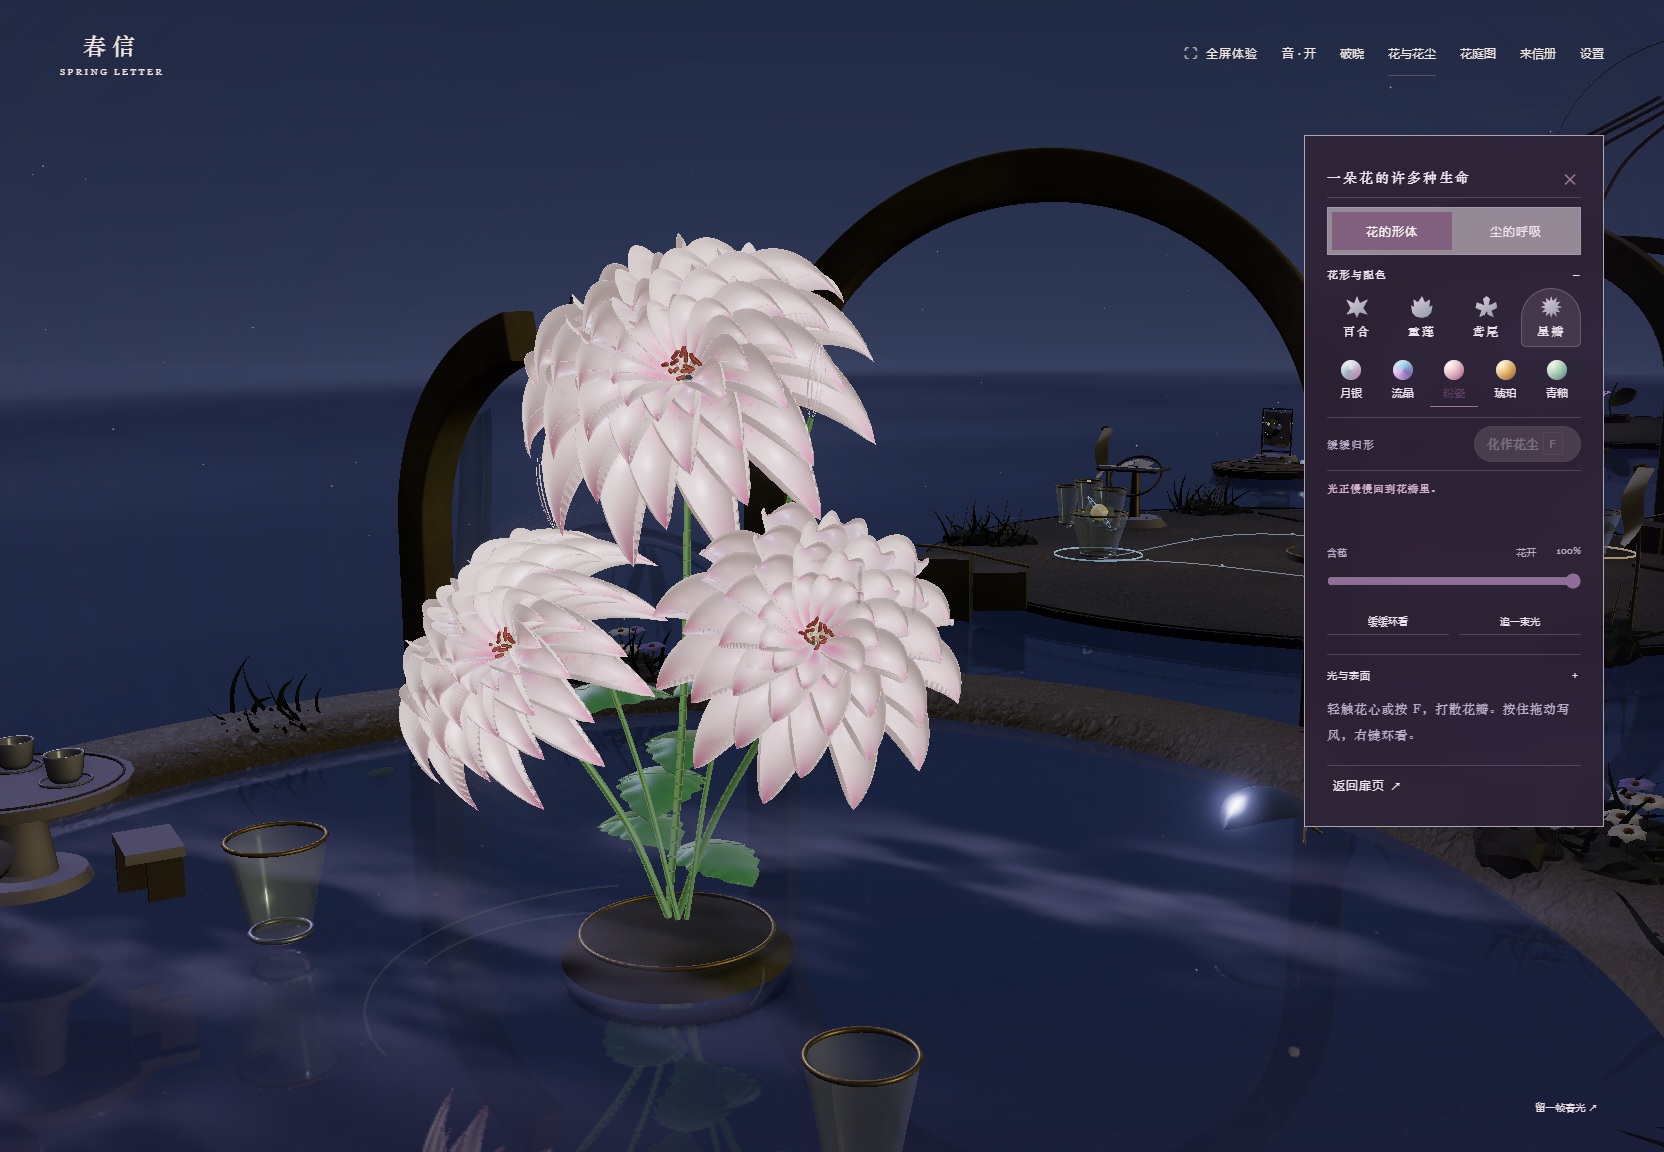 春信
SPRING LETTER
全屏体验 音·开 破晓 花与花尘 花庭图 来信册 设置
一朵花的许多种生命
花的形体 尘的呼吸
花形与配色
百合 重莲 鸢尾 星瓣
月银 流晶 粉瓷 琥珀 青釉
缓缓归形 化作花尘 F
光正慢慢回到花瓣里。
含苞 花开 100%
缓缓环看 追一束光
光与表面
轻触花心或按 F，打散花瓣。按住拖动写
风，右键环看。
返回扉页 ↗
留一帧春光 ↗